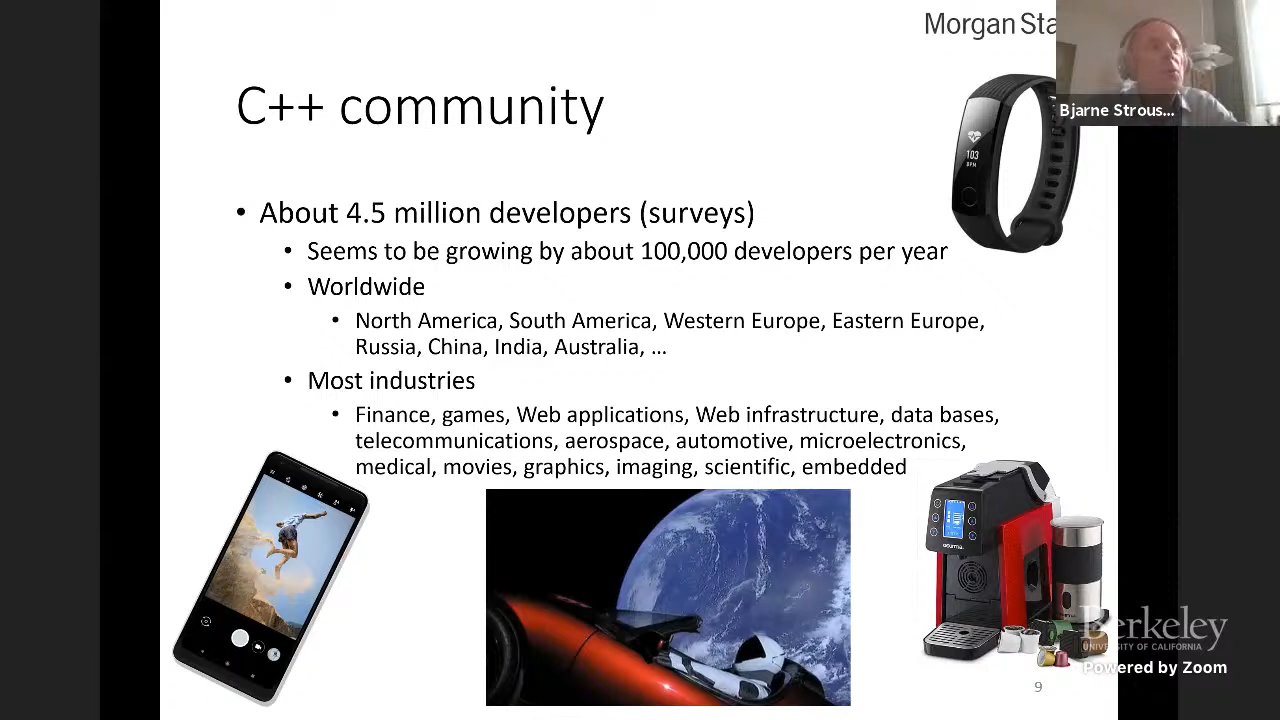 Morgan Sta
Bjarne Strous...
C++ community
103
BPM
• About 4.5 million developers (surveys)
• Seems to be growing by about 100,000 developers per year
• Worldwide
• North America, South America, Western Europe, Eastern Europe,
Russia, China, India, Australia, …
• Most industries
• Finance, games, Web applications, Web infrastructure, data bases,
telecommunications, aerospace, automotive, microelectronics,
medical, movies, graphics, imaging, scientific, embedded
Berkeley
UNIVERSITY OF CALIFORNIA
Powered by Zoom
9